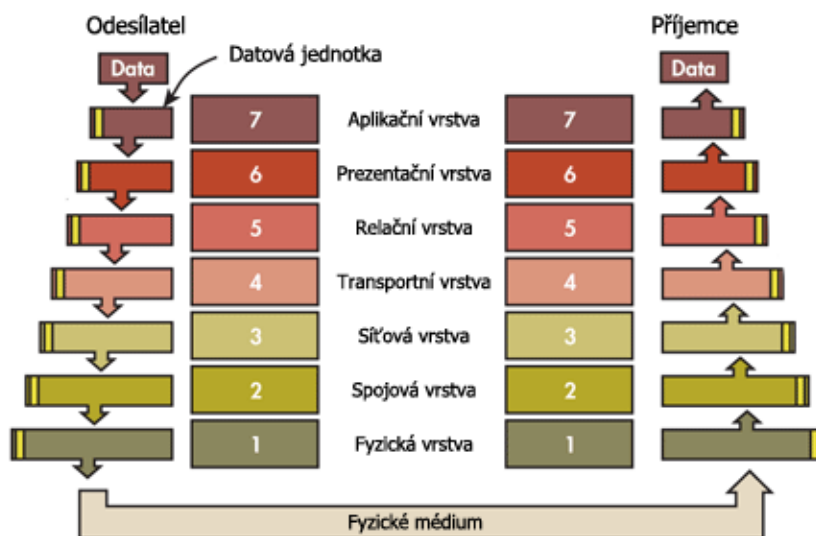 Odesílatel
Příjemce
Data
Datová jednotka
Data
7
Aplikační vrstva
7
6
Prezentační vrstva
6
5
Relační vrstva
5
4
Transportní vrstva
4
3
Síťová vrstva
3
2
Spojová vrstva
2
1
Fyzická vrstva
1
Fyzické médium